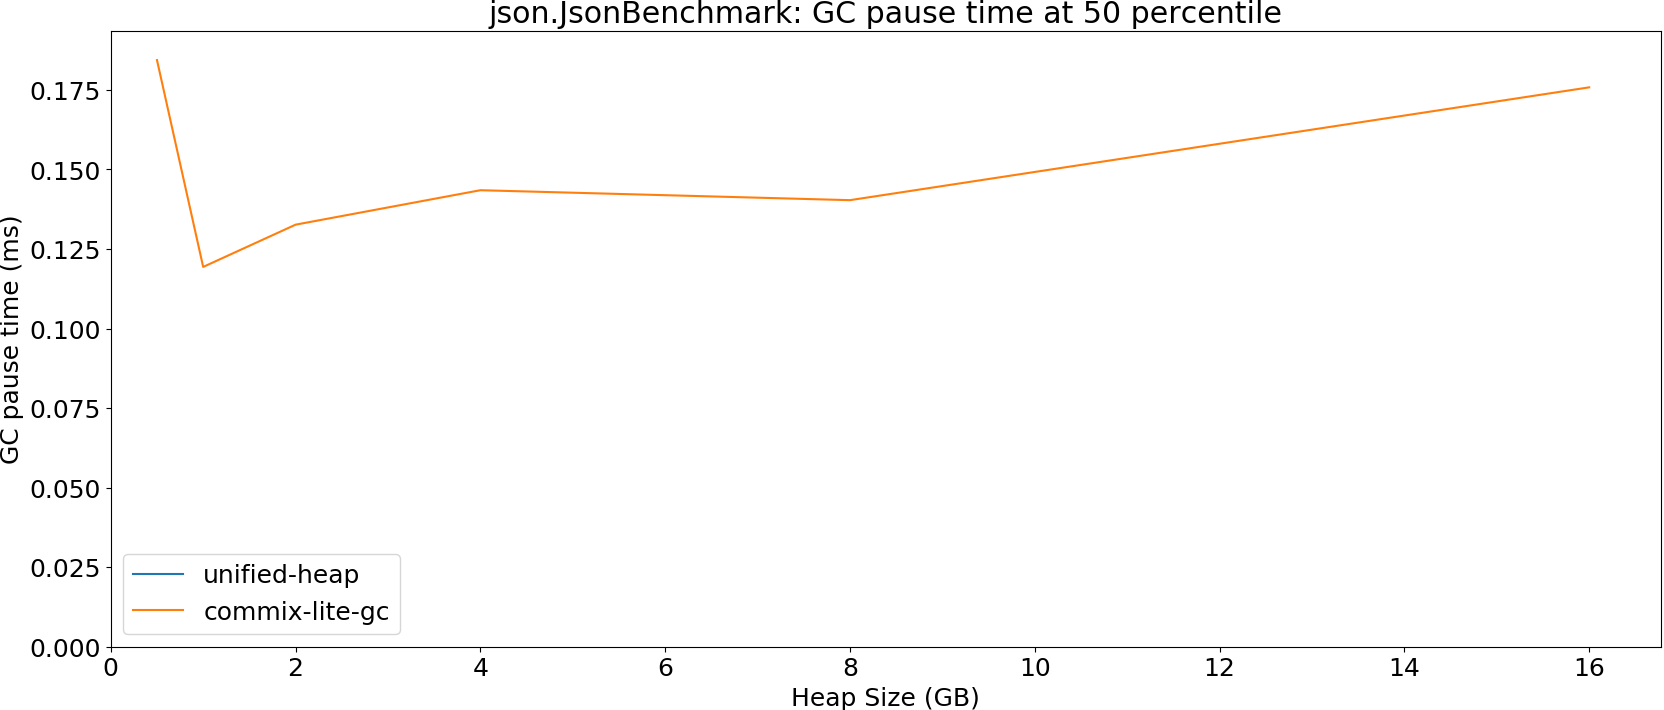 json.JsonBenchmark: GC pause time at 50 percentile
GC pause time (ms)
0.175
0.150
0.125
0.100
0.075
0.050
0.025
0.000
unified-heap
commix-lite-gc
0 2 4 6 8 10 12 14 16
Heap Size (GB)